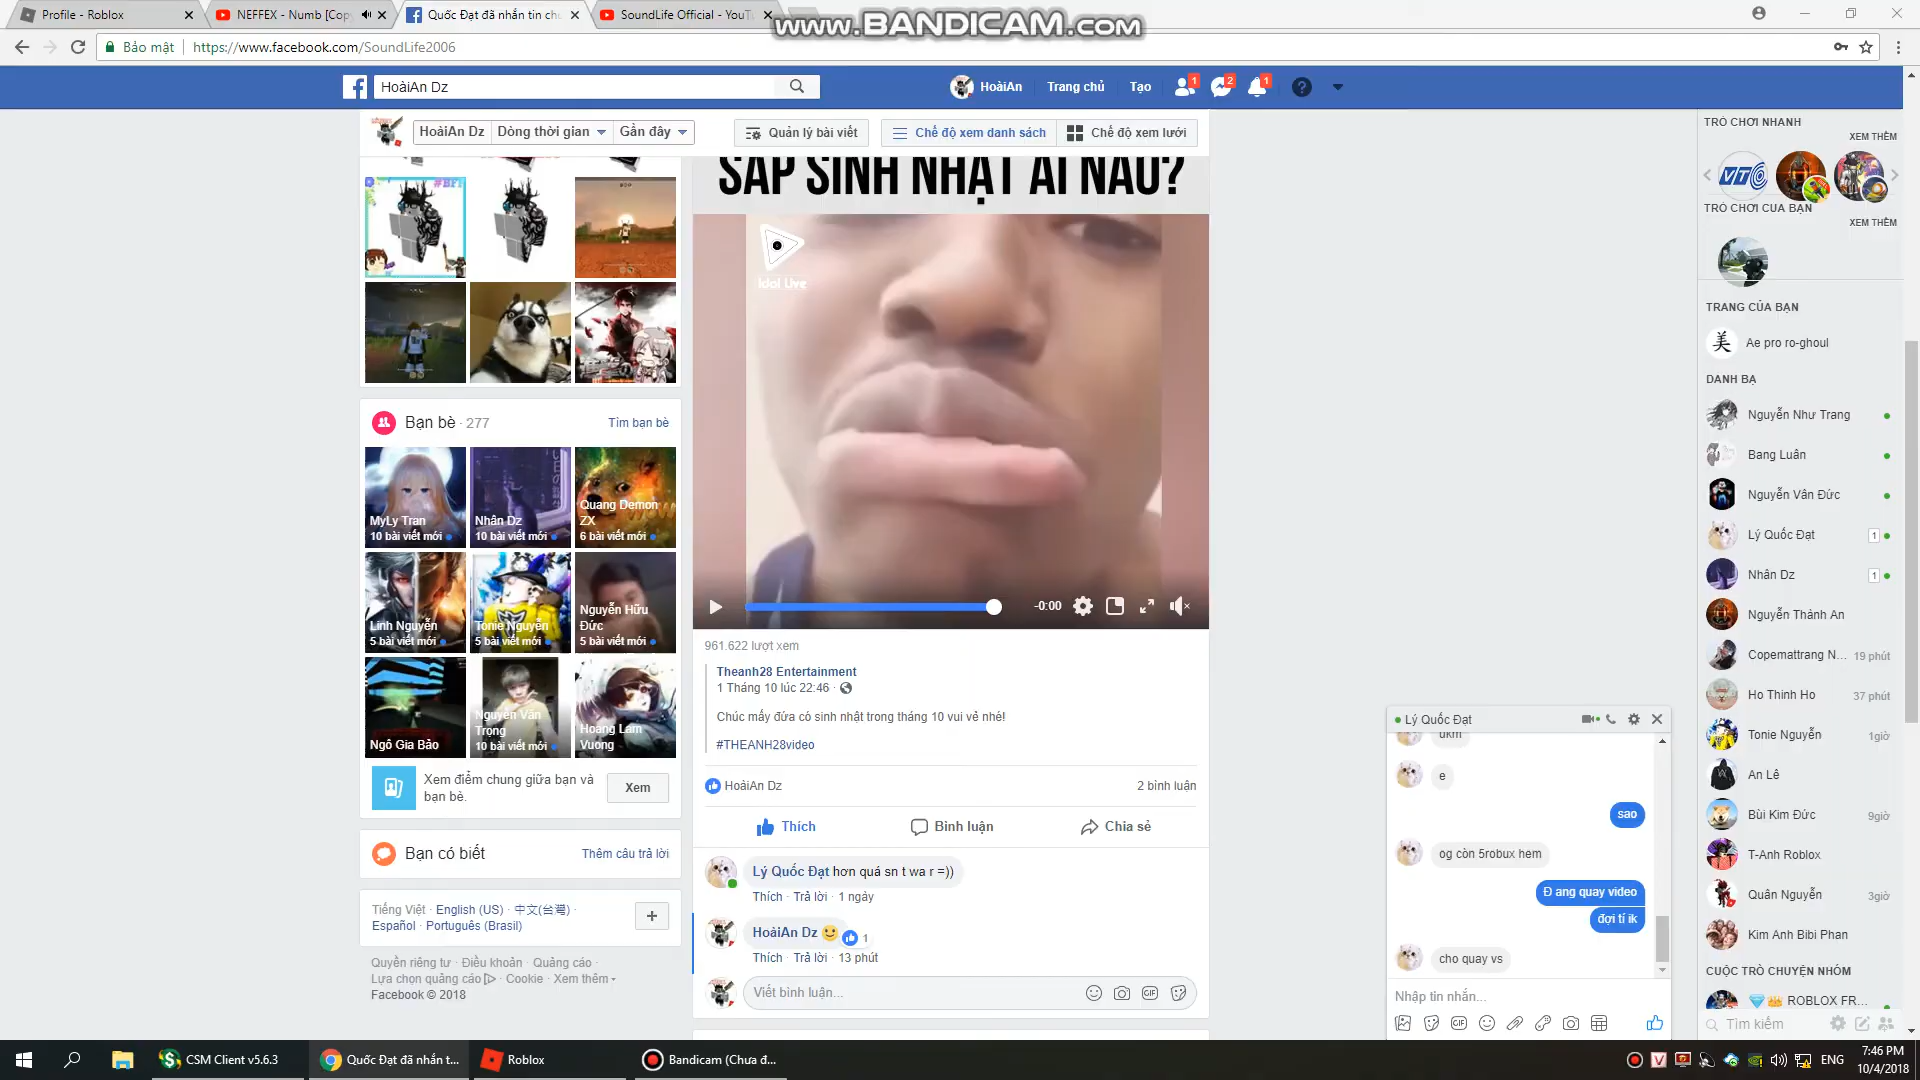 Profile - Roblox
NEFFEX - Numb [Cop
Quốc Đạt đã nhắn tin ch
SoundLife Official - YouTu
www.BANDICAM.com
Bảo mật
https://www.facebook.com/SoundLife2006
HoàiAn Dz
HoàiAn
Trang chủ
Tạo
1
2
1
HoàiAn Dz
Dòng thời gian
Gần đây
Quản lý bài viết
Chế độ xem danh sách
Chế độ xem lưới
SẮP SINH NHẬT AI NÀO?
Idol Live
-0:00
961.622 lượt xem
Theanh28 Entertainment
1 Tháng 10 lúc 22:46 ·
Chúc mấy đứa có sinh nhật trong tháng 10 vui vẻ nhé!
#THEANH28video
HoàiAn Dz
2 bình luận
Thích
Bình luận
Chia sẻ
Lý Quốc Đạt hơn quá sn t wa r =))
Thích · Trả lời · 1 ngày
HoàiAn Dz
1
Thích · Trả lời · 13 phút
Viết bình luận...
Bạn bè · 277
Tìm bạn bè
MyLy Tran
10 bài viết mới
Nhân Dz
10 bài viết mới
Quang Demon
ZX
6 bài viết mới
Linh Nguyễn
5 bài viết mới
Tonie Nguyễn
5 bài viết mới
Nguyễn Hữu
Đức
5 bài viết mới
Ngô Gia Bảo
Nguyễn Văn
Trọng
10 bài viết mới
Hoang Lam
Vuong
Xem điểm chung giữa bạn và
bạn bè.
Xem
Bạn có biết
Thêm câu trả lời
Tiếng Việt · English (US) · 中文(台灣) ·
Español · Português (Brasil)
Quyền riêng tư · Điều khoản · Quảng cáo ·
Lựa chọn quảng cáo · Cookie · Xem thêm
Facebook © 2018
TRÒ CHƠI NHANH
XEM THÊM
VTC
TRÒ CHƠI CỦA BẠN
XEM THÊM
TRANG CỦA BẠN
美
Ae pro ro-ghoul
DANH BẠ
Nguyễn Như Trang
Bang Luân
Nguyễn Văn Đức
Lý Quốc Đạt
1
Nhân Dz
1
Nguyễn Thành An
Copemattrang N...
19 phút
Ho Thinh Ho
37 phút
Tonie Nguyễn
1giờ
An Lê
Bùi Kim Đức
9giờ
T-Anh Roblox
Quân Nguyễn
3giờ
Kim Anh Bibi Phan
CUỘC TRÒ CHUYỆN NHÓM
ROBLOX FR...
Tìm kiếm
Lý Quốc Đạt
ukm
e
sao
og còn 5robux hem
Đ ang quay video
đợi tí ik
cho quay vs
Nhập tin nhắn...
CSM Client v5.6.3
Quốc Đạt đã nhắn t...
Roblox
Bandicam (Chưa đ...
ENG
7:46 PM
10/4/2018